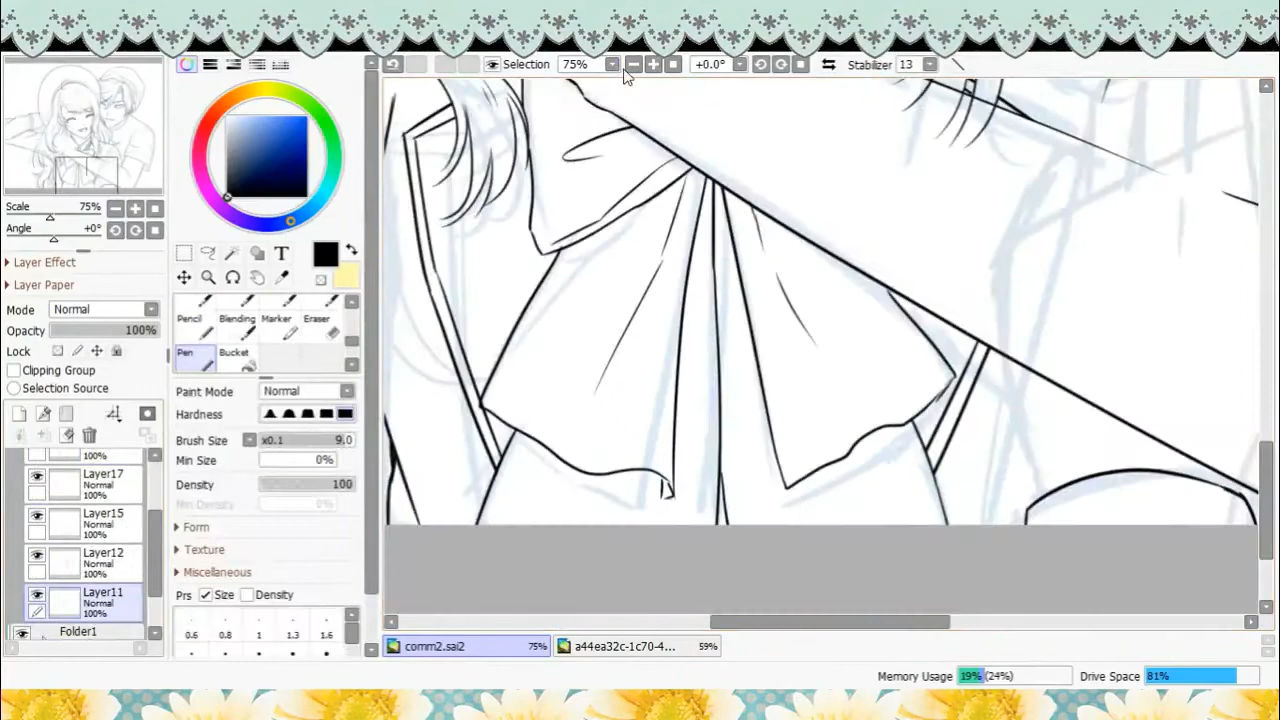 Selection
75%
+0.0°
Stabilizer 13
Scale 75%
Angle +0°
Layer Effect
Layer Paper
Mode Normal
Opacity 100%
Lock
Clipping Group
Selection Source
100%
Layer17
Normal
100%
Layer15
Normal
100%
Layer12
Normal
100%
Layer11
Normal
100%
Folder1
T
Pencil Blending Marker Eraser
Pen Bucket
Paint Mode Normal
Hardness
Brush Size x0.1 9.0
Min Size 0%
Density 100
Min Density 0%
Form
Texture
Miscellaneous
Prs Size Density
0.6 0.8 1 1.3 1.6
comm2.sai2 75%
a44ea32c-1c70-4... 59%
Memory Usage 19% (24%)
Drive Space 81%